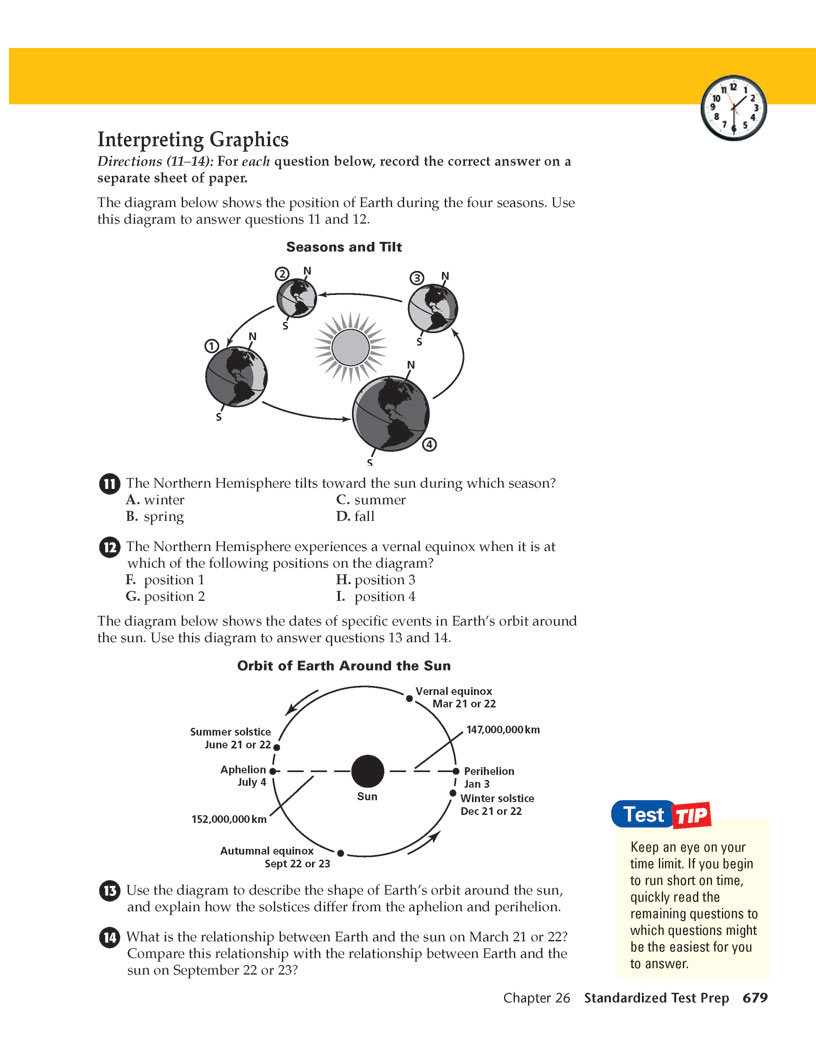 11 12 1
10 2
9 3
8 4
7 6 5
Interpreting Graphics
Directions (11–14): For each question below, record the correct answer on a
separate sheet of paper.
The diagram below shows the position of Earth during the four seasons. Use
this diagram to answer questions 11 and 12.
Seasons and Tilt
2 N
3 N
S
S
1 N
N
S
4
S
11 The Northern Hemisphere tilts toward the sun during which season?
A. winter C. summer
B. spring D. fall
12 The Northern Hemisphere experiences a vernal equinox when it is at
which of the following positions on the diagram?
F. position 1 H. position 3
G. position 2 I. position 4
The diagram below shows the dates of specific events in Earth’s orbit around
the sun. Use this diagram to answer questions 13 and 14.
Orbit of Earth Around the Sun
Vernal equinox
Mar 21 or 22
Summer solstice
June 21 or 22
147,000,000 km
Aphelion
July 4
Perihelion
Jan 3
Sun
Winter solstice
Dec 21 or 22
152,000,000 km
Autumnal equinox
Sept 22 or 23
13 Use the diagram to describe the shape of Earth’s orbit around the sun,
and explain how the solstices differ from the aphelion and perihelion.
14 What is the relationship between Earth and the sun on March 21 or 22?
Compare this relationship with the relationship between Earth and the
sun on September 22 or 23?
Test TIP
Keep an eye on your
time limit. If you begin
to run short on time,
quickly read the
remaining questions to
which questions might
be the easiest for you
to answer.
Chapter 26 Standardized Test Prep 679